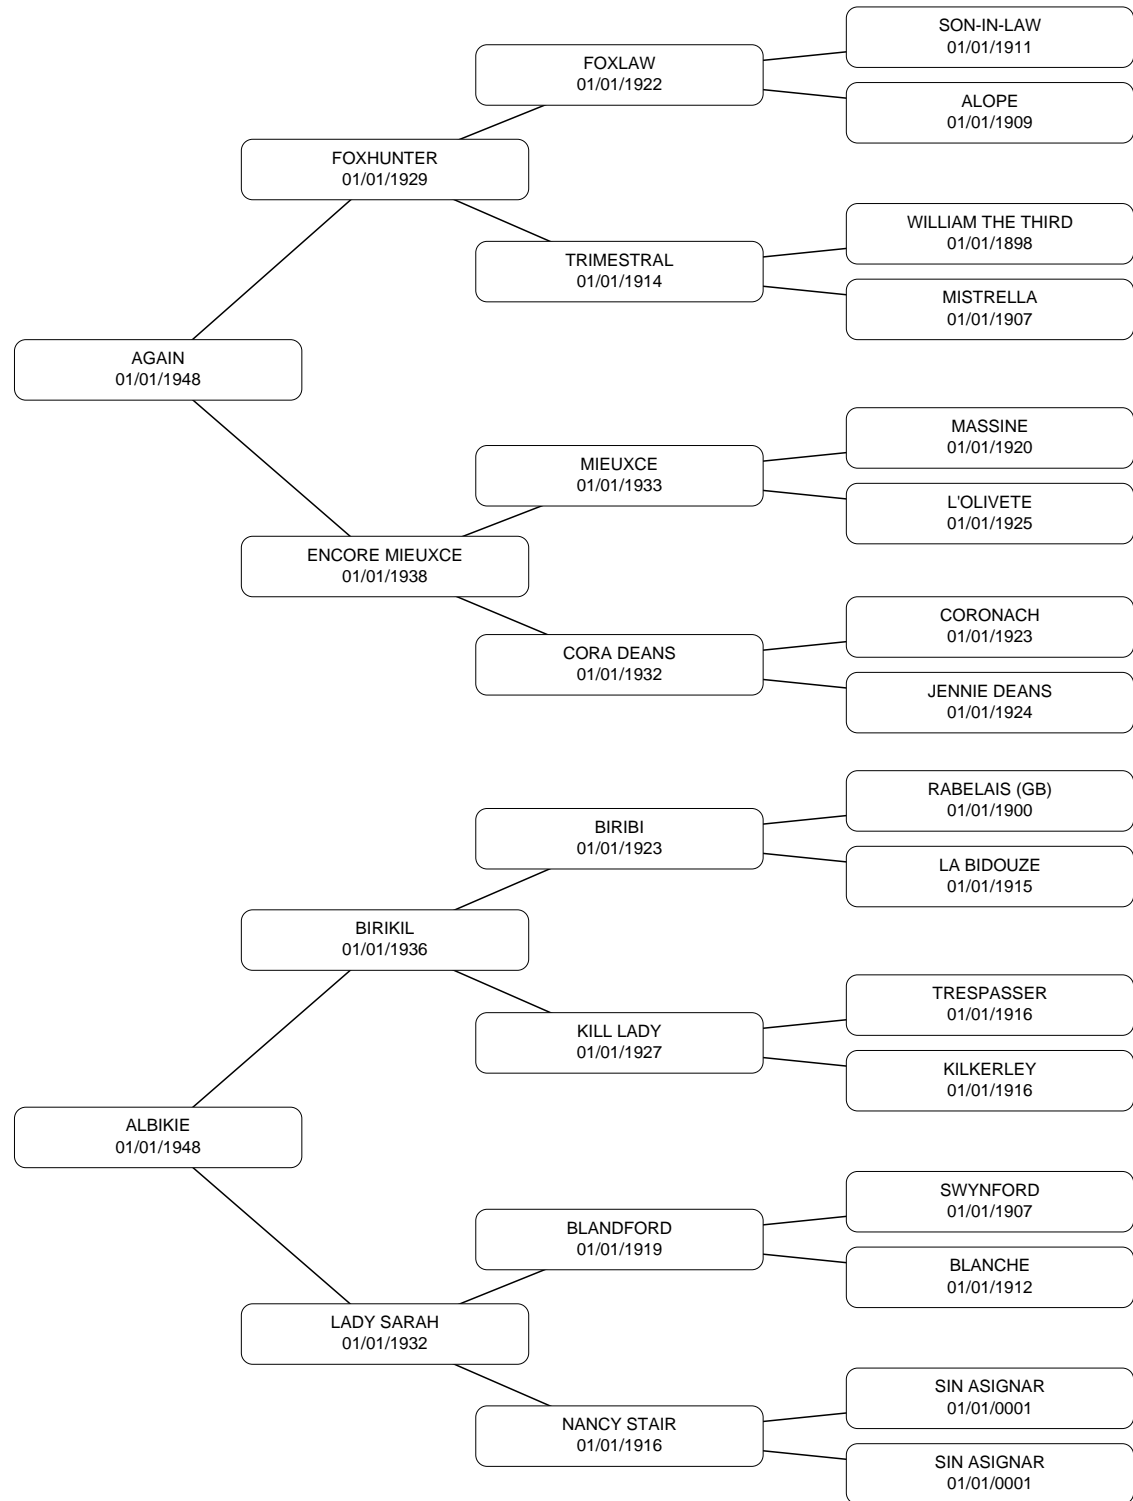 SON-IN-LAW
01/01/1911
FOXLAW
01/01/1922
ALOPE
01/01/1909
FOXHUNTER
01/01/1929
WILLIAM THE THIRD
01/01/1898
TRIMESTRAL
01/01/1914
MISTRELLA
01/01/1907
AGAIN
01/01/1948
MASSINE
01/01/1920
MIEUXCE
01/01/1933
L'OLIVETE
01/01/1925
ENCORE MIEUXCE
01/01/1938
CORONACH
01/01/1923
CORA DEANS
01/01/1932
JENNIE DEANS
01/01/1924
RABELAIS (GB)
01/01/1900
BIRIBI
01/01/1923
LA BIDOUZE
01/01/1915
BIRIKIL
01/01/1936
TRESPASSER
01/01/1916
KILL LADY
01/01/1927
KILKERLEY
01/01/1916
ALBIKIE
01/01/1948
SWYNFORD
01/01/1907
BLANDFORD
01/01/1919
BLANCHE
01/01/1912
LADY SARAH
01/01/1932
SIN ASIGNAR
01/01/0001
NANCY STAIR
01/01/1916
SIN ASIGNAR
01/01/0001